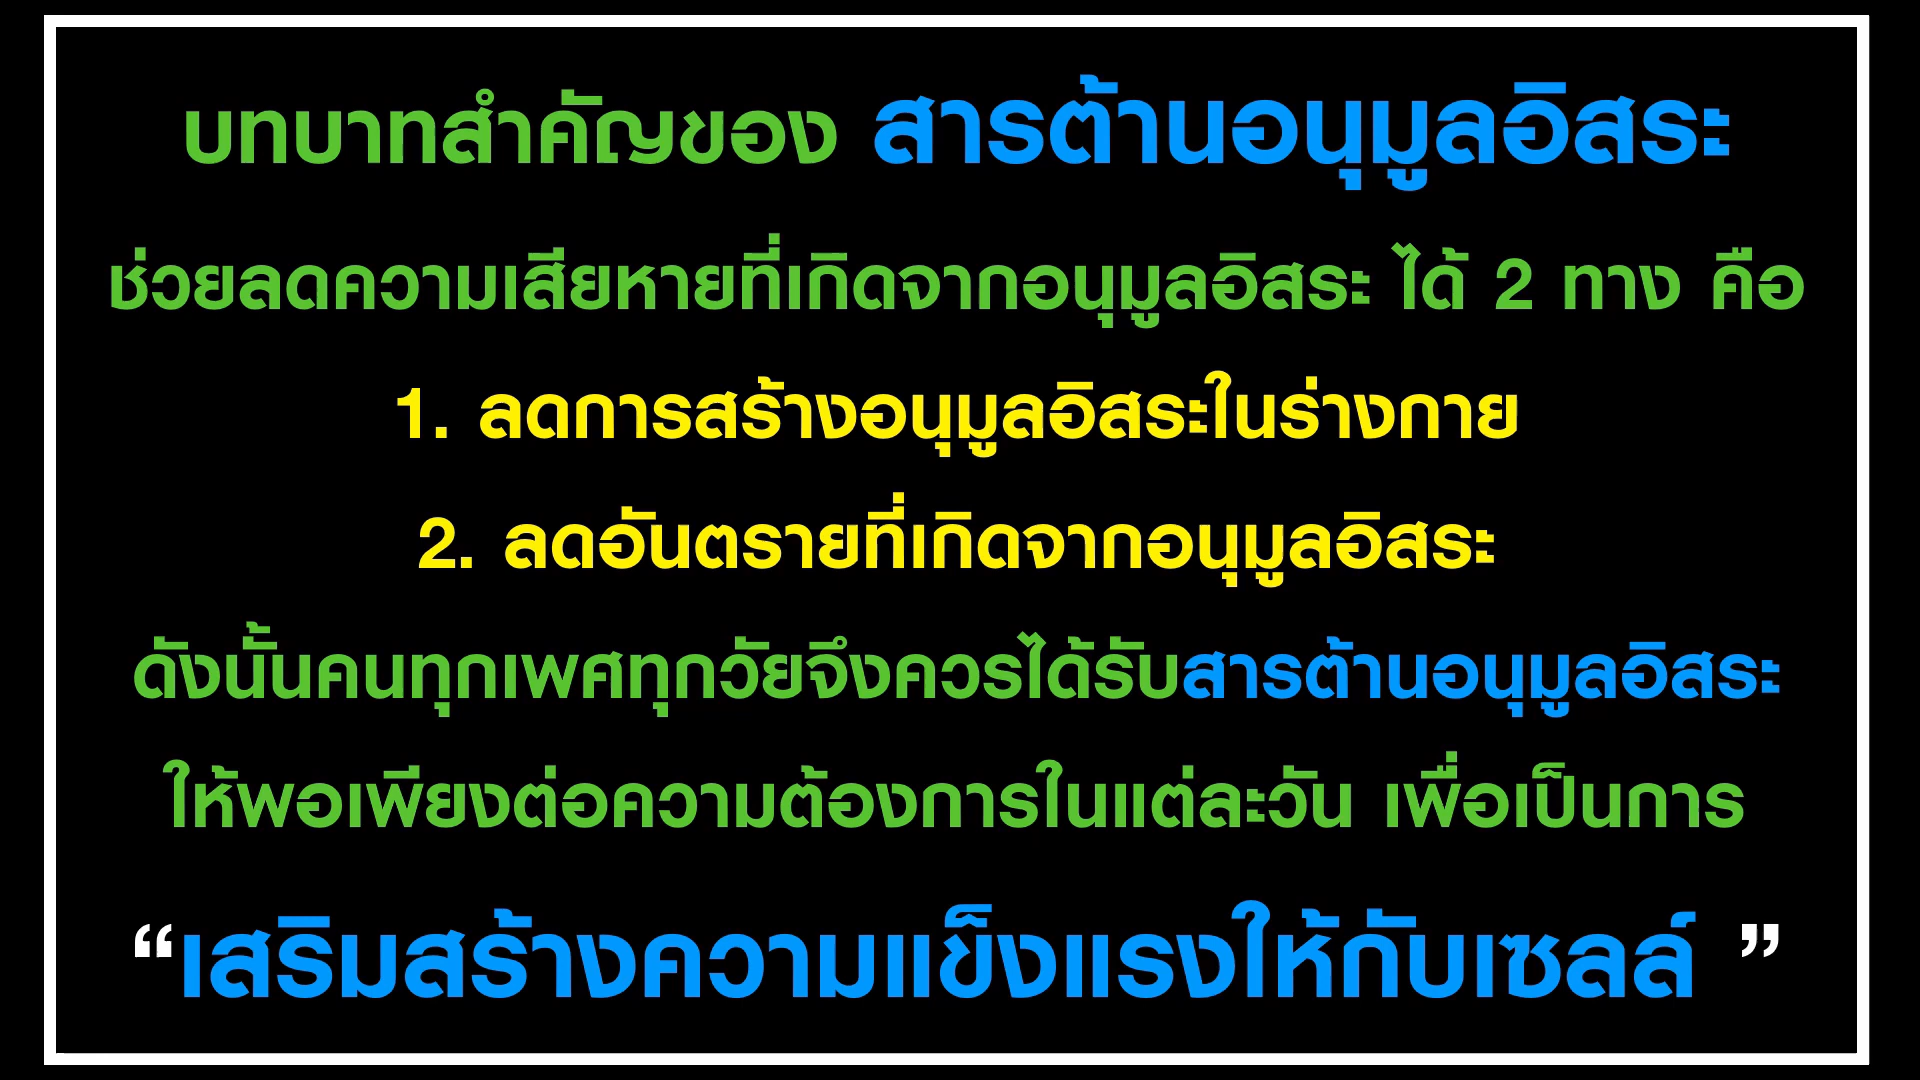 บทบาทสำคัญของ สารต้านอนุมูลอิสระ
ช่วยลดความเสียหายที่เกิดจากอนุมูลอิสระ ได้ 2 ทาง คือ
1. ลดการสร้างอนุมูลอิสระในร่างกาย
2. ลดอันตรายที่เกิดจากอนุมูลอิสระ
ดังนั้นคนทุกเพศทุกวัยจึงควรได้รับสารต้านอนุมูลอิสระ
ให้พอเพียงต่อความต้องการในแต่ละวัน เพื่อเป็นการ
“เสริมสร้างความแข็งแรงให้กับเซลล์ ”